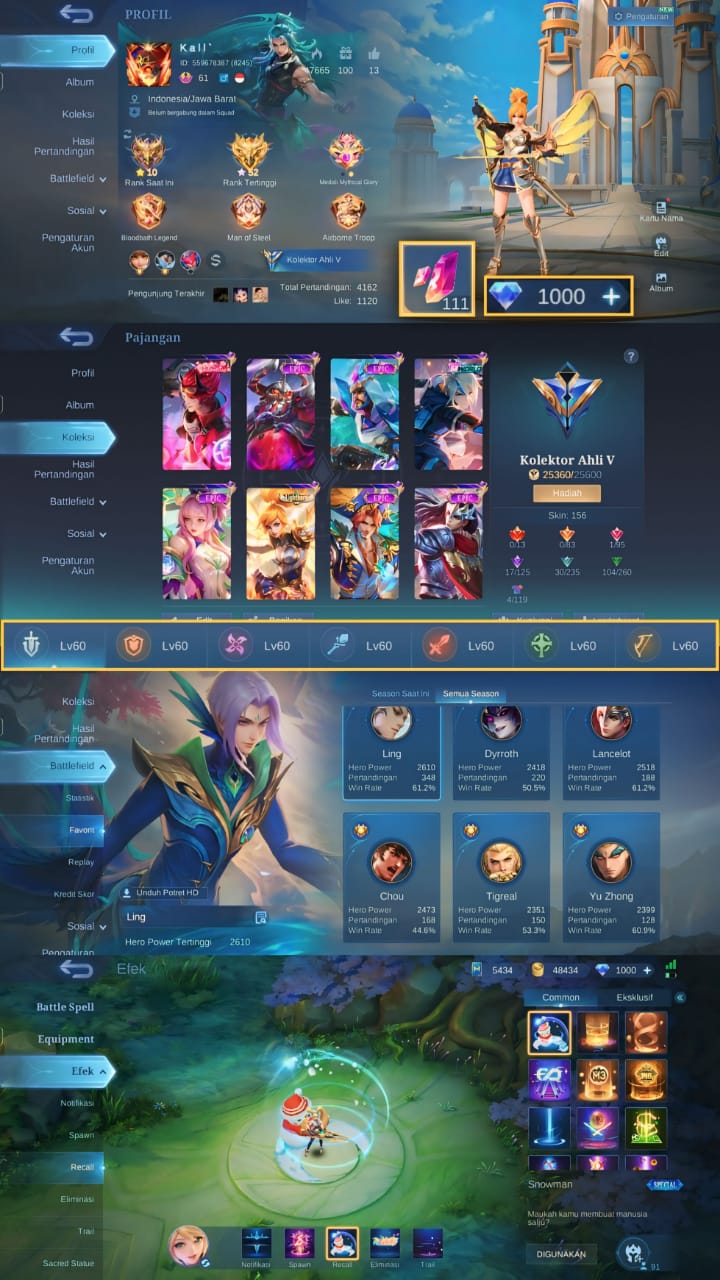 PROFIL
NEW
Pengaturan
Profil
Album
Koleksi
Hasil
Pertandingan
Battlefield
Sosial
Pengaturan
Akun
Kall`
ID: 559678387 (8245)
61
7665
100
13
Indonesia/Jawa Barat
Belum bergabung dalam Squad
10
Rank Saat Ini
52
Rank Tertinggi
Medali Mythical Glory
Bloodbath Legend
Man of Steel
Airborne Troop
Kolektor Ahli V
Pengunjung Terakhir
Total Pertandingan: 4162
Like: 1120
Kartu Nama
Edit
Album
111
1000 +
Pajangan
?
Profil
Album
Koleksi
Hasil
Pertandingan
Battlefield
Sosial
Pengaturan
Akun
EPIC
EPIC
EPIC
Lightborn
EPIC
Kolektor Ahli V
25360/25600
Hadiah
Skin: 156
0/13
0/83
1/95
17/125
30/235
104/260
4/119
Lv60
Lv60
Lv60
Lv60
Lv60
Lv60
Lv60
Koleksi
Hasil
Pertandingan
Battlefield
Statistik
Favorit
Replay
Kredit Skor
Sosial
Pengaturan
Season Saat Ini
Semua Season
Ling
Hero Power 2610
Pertandingan 348
Win Rate 61.2%
Dyrroth
Hero Power 2418
Pertandingan 220
Win Rate 50.5%
Lancelot
Hero Power 2518
Pertandingan 188
Win Rate 61.2%
Chou
Hero Power 2473
Pertandingan 168
Win Rate 44.6%
Tigreal
Hero Power 2351
Pertandingan 150
Win Rate 53.3%
Yu Zhong
Hero Power 2399
Pertandingan 128
Win Rate 60.9%
Unduh Potret HD
Ling
Hero Power Tertinggi 2610
Efek
5434
48434
1000 +
Battle Spell
Equipment
Efek
Notifikasi
Spawn
Recall
Eliminasi
Trail
Sacred Statue
Common
Eksklusif
M3
Snowman
SPESIAL
Maukah kamu membuat manusia
salju?
DIGUNAKAN
91
Notifikasi
Spawn
Recall
Eliminasi
Trail